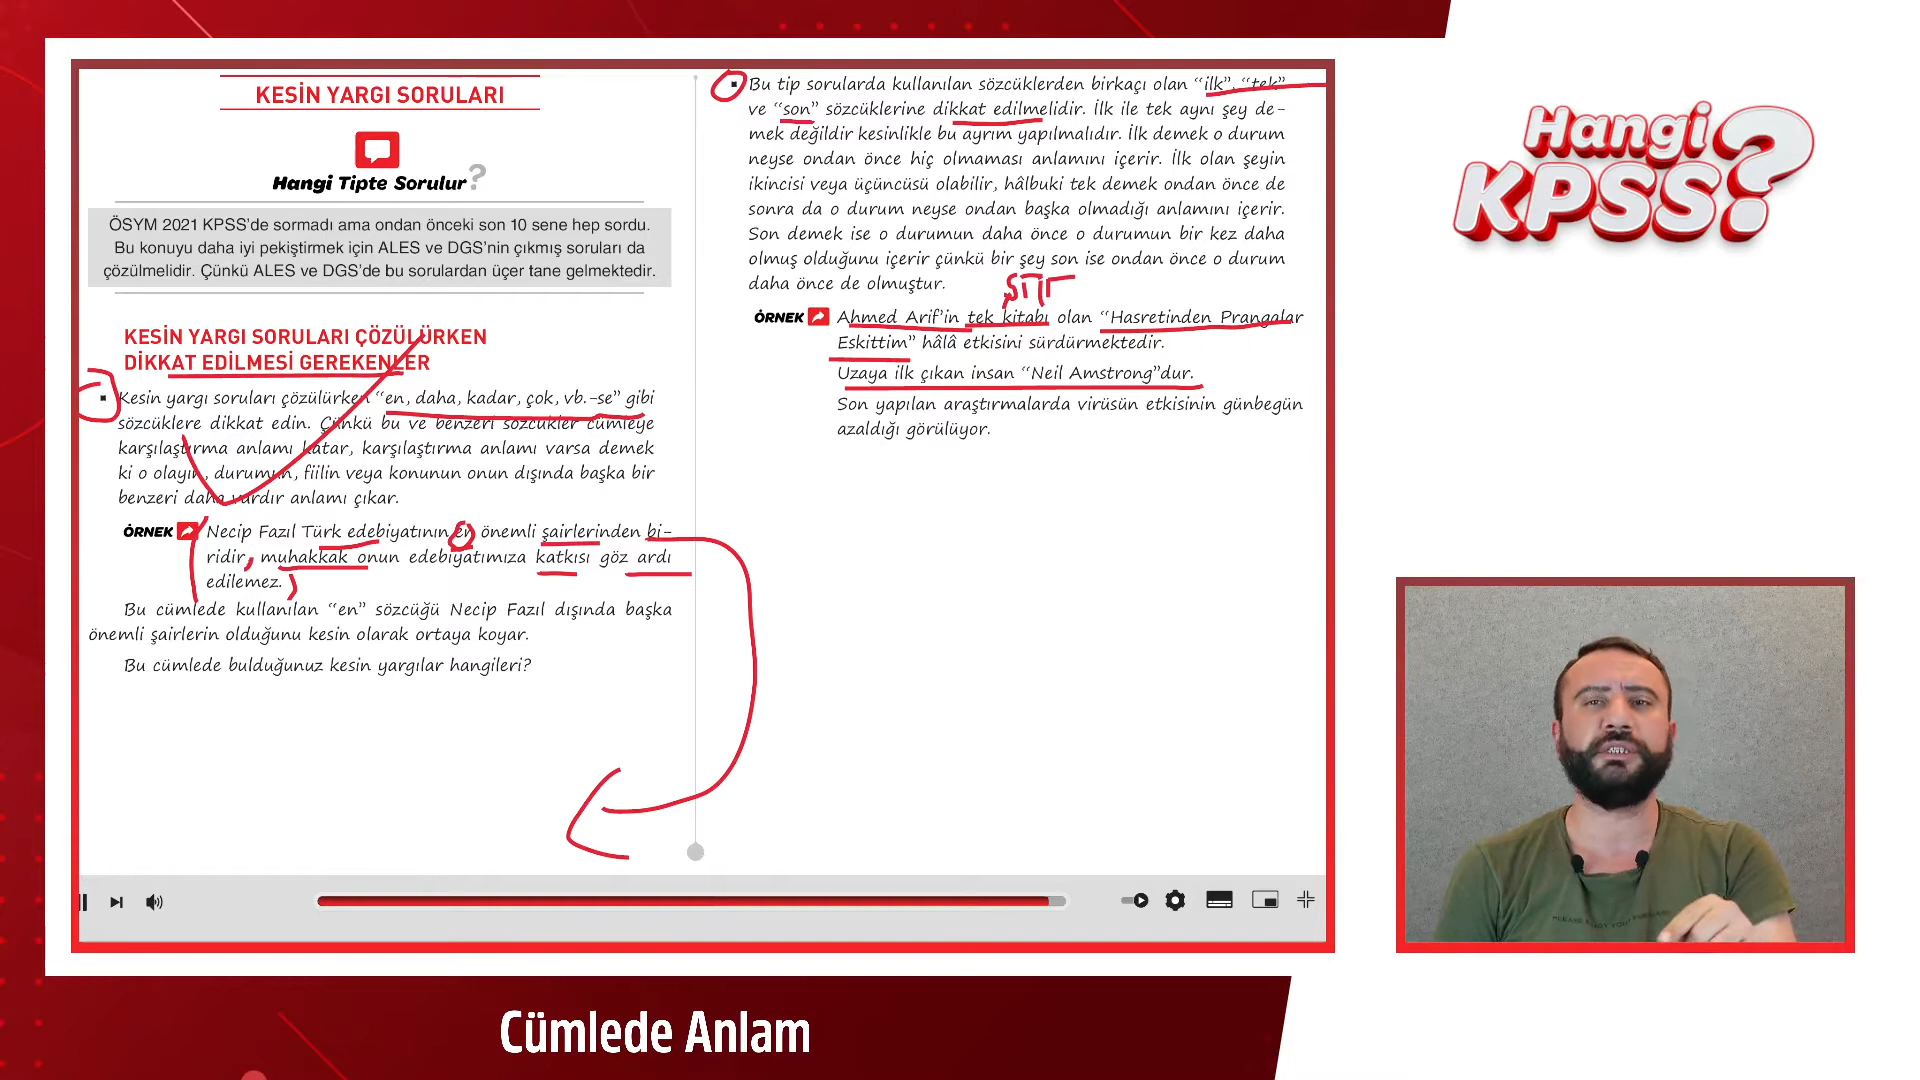 KESİN YARGI SORULARI
Hangi Tipte Sorulur?
ÖSYM 2021 KPSS'de sormadı ama ondan önceki son 10 sene hep sordu.
Bu konuyu daha iyi pekiştirmek için ALES ve DGS'nin çıkmış soruları da
çözülmelidir. Çünkü ALES ve DGS'de bu sorulardan üçer tane gelmektedir.
KESİN YARGI SORULARI ÇÖZÜLÜRKEN
DİKKAT EDİLMESİ GEREKENLER
▪ Kesin yargı soruları çözülürken “en, daha, kadar, çok, vb.-se” gibi
sözcüklere dikkat edin. Çünkü bu ve benzeri sözcükler cümleye
karşılaştırma anlamı katar, karşılaştırma anlamı varsa demek
ki o olayın, durumun, fiilin veya konunun onun dışında başka bir
benzeri daha vardır anlamı çıkar.
ÖRNEK Necip Fazıl Türk edebiyatının en önemli şairlerinden bi-
ridir, muhakkak onun edebiyatımıza katkısı göz ardı
edilemez.
Bu cümlede kullanılan “en” sözcüğü Necip Fazıl dışında başka
önemli şairlerin olduğunu kesin olarak ortaya koyar.
Bu cümlede bulduğunuz kesin yargılar hangileri?
▪ Bu tip sorularda kullanılan sözcüklerden birkaçı olan “ilk”, “tek”
ve “son” sözcüklerine dikkat edilmelidir. İlk ile tek aynı şey de-
mek değildir kesinlikle bu ayrım yapılmalıdır. İlk demek o durum
neyse ondan önce hiç olmaması anlamını içerir. İlk olan şeyin
ikincisi veya üçüncüsü olabilir, hâlbuki tek demek ondan önce de
sonra da o durum neyse ondan başka olmadığı anlamını içerir.
Son demek ise o durumun daha önce o durumun bir kez daha
olmuş olduğunu içerir çünkü bir şey son ise ondan önce o durum
daha önce de olmuştur.
şiir
ÖRNEK Ahmed Arif'in tek kitabı olan “Hasretinden Prangalar
Eskittim” hâlâ etkisini sürdürmektedir.
Uzaya ilk çıkan insan “Neil Amstrong”dur.
Son yapılan araştırmalarda virüsün etkisinin günbegün
azaldığı görülüyor.
Hangi
KPSS?
Cümlede Anlam